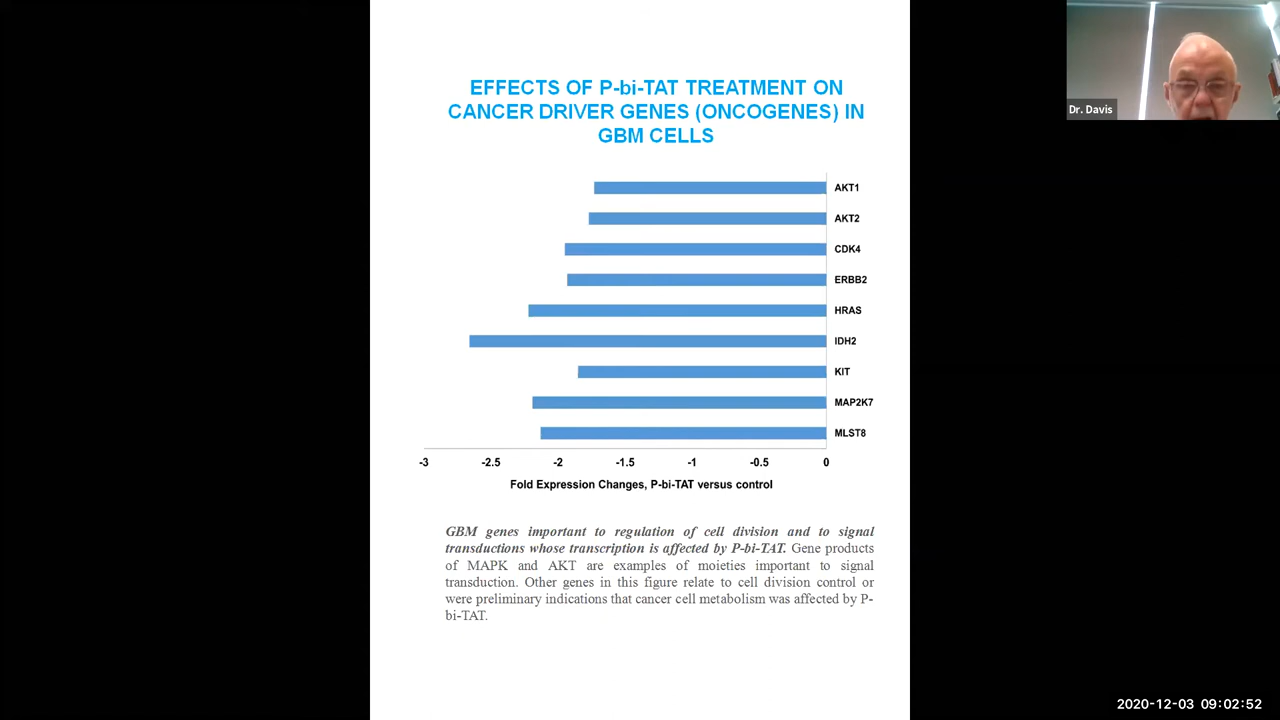 EFFECTS OF P-bi-TAT TREATMENT ON
CANCER DRIVER GENES (ONCOGENES) IN
GBM CELLS
Dr. Davis
AKT1
AKT2
CDK4
ERBB2
HRAS
IDH2
KIT
MAP2K7
MLST8
-3 -2.5 -2 -1.5 -1 -0.5 0
Fold Expression Changes, P-bi-TAT versus control
GBM genes important to regulation of cell division and to signal
transductions whose transcription is affected by P-bi-TAT. Gene products
of MAPK and AKT are examples of moieties important to signal
transduction. Other genes in this figure relate to cell division control or
were preliminary indications that cancer cell metabolism was affected by P-
bi-TAT.
2020-12-03 09:02:52